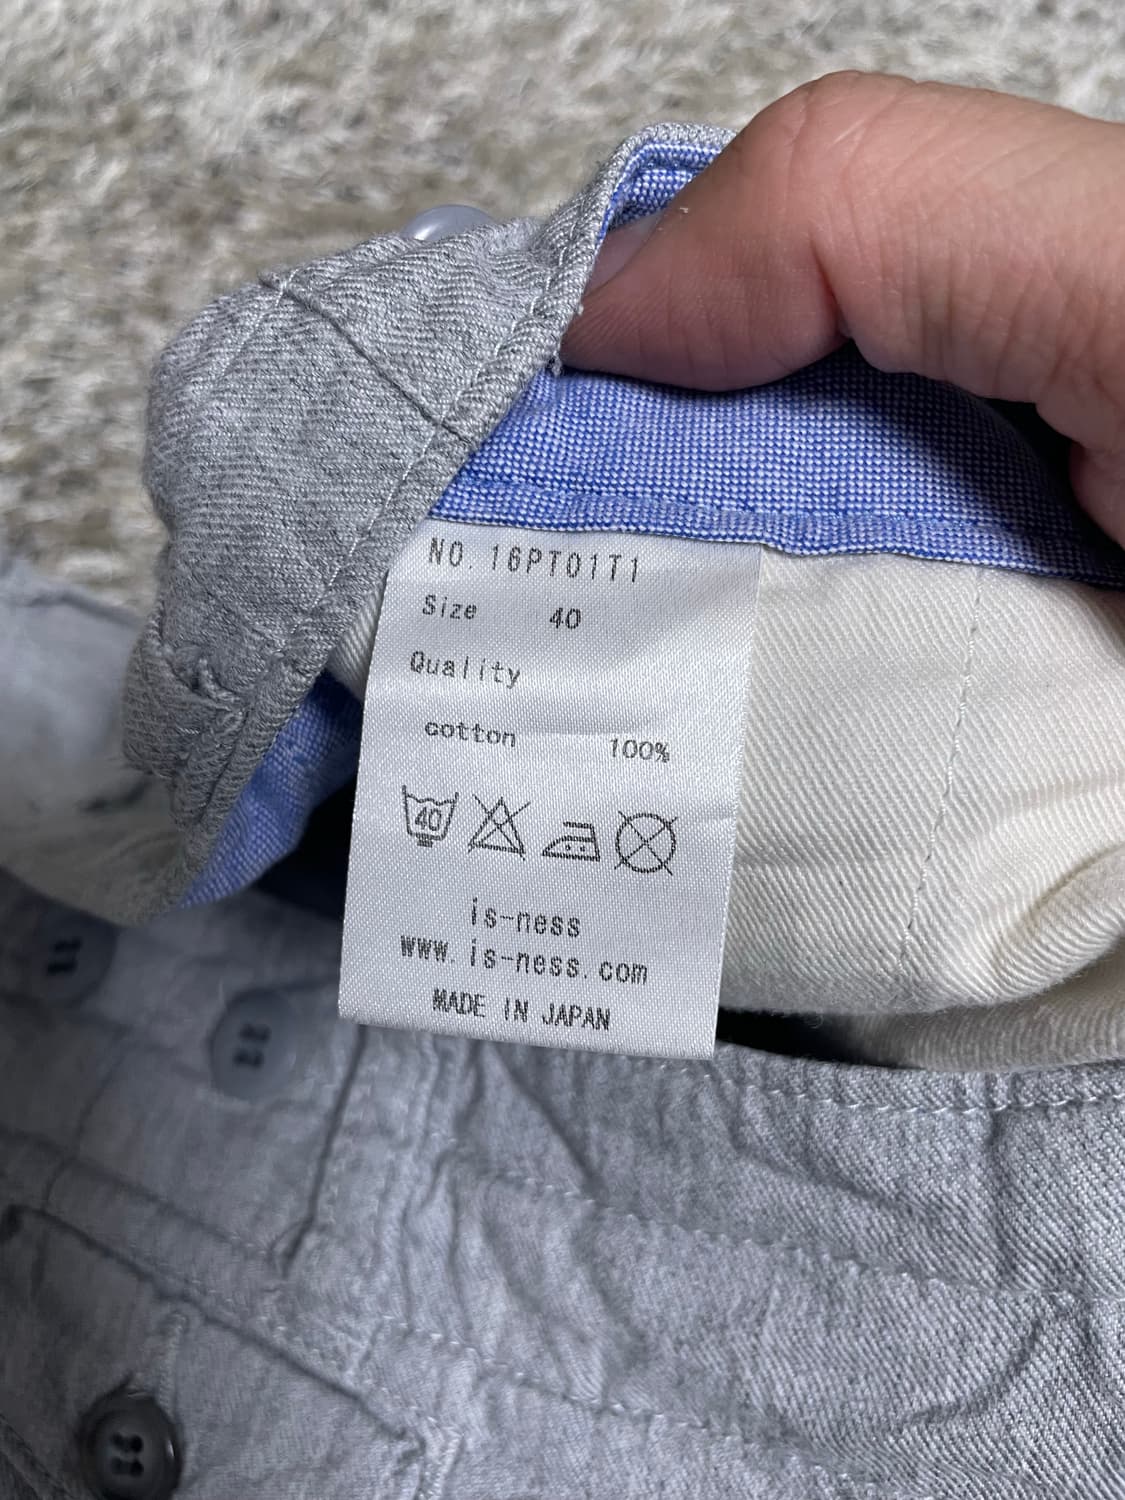 NO. 16PT01T1
Size 40
Quality
cotton 100%
40
is-ness
www.is-ness.com
MADE IN JAPAN